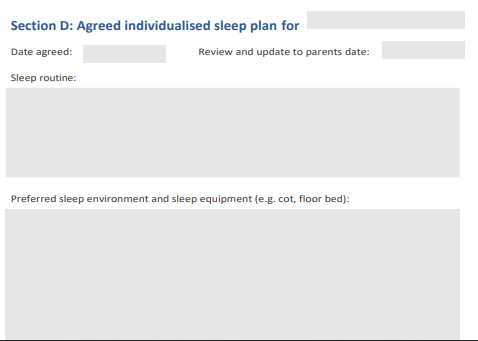 Section D: Agreed individualised sleep plan for
Date agreed: Review and update to parents date:
Sleep routine:
Preferred sleep environment and sleep equipment (e.g. cot, floor bed):